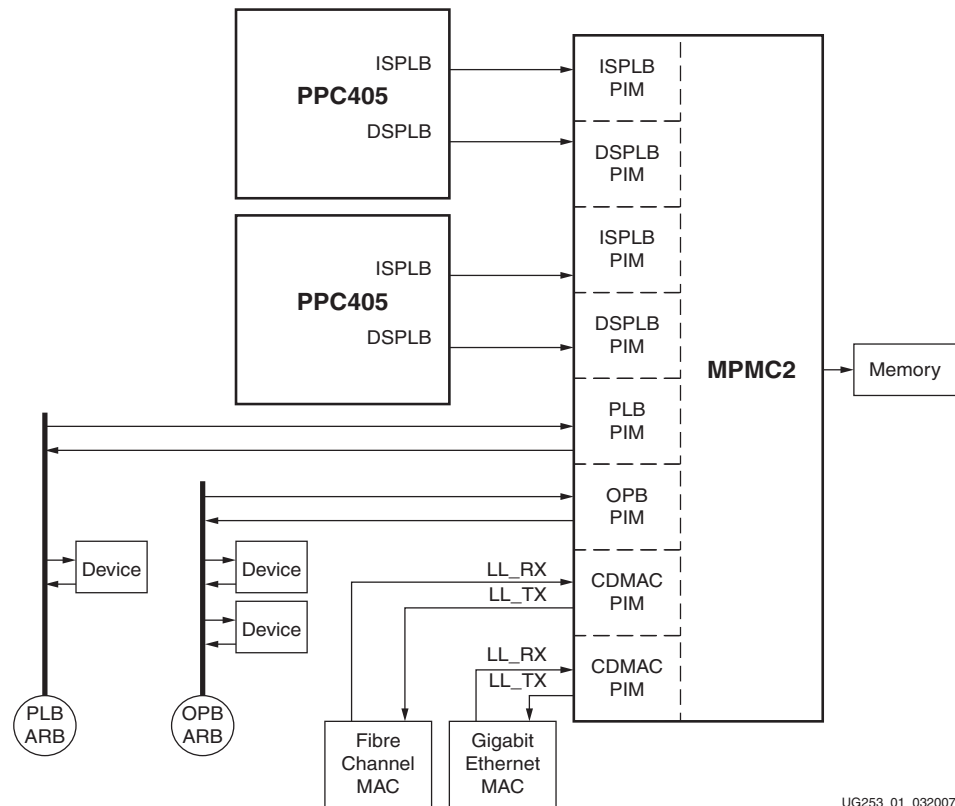 ISPLB
PPC405
DSPLB
ISPLB
PIM
DSPLB
PIM
ISPLB
PPC405
DSPLB
ISPLB
PIM
DSPLB
PIM
MPMC2
Memory
PLB
PIM
OPB
PIM
Device
Device
Device
LL_RX
LL_TX
CDMAC
PIM
LL_RX
LL_TX
CDMAC
PIM
PLB
ARB
OPB
ARB
Fibre
Channel
MAC
Gigabit
Ethernet
MAC
UG253_01_032007